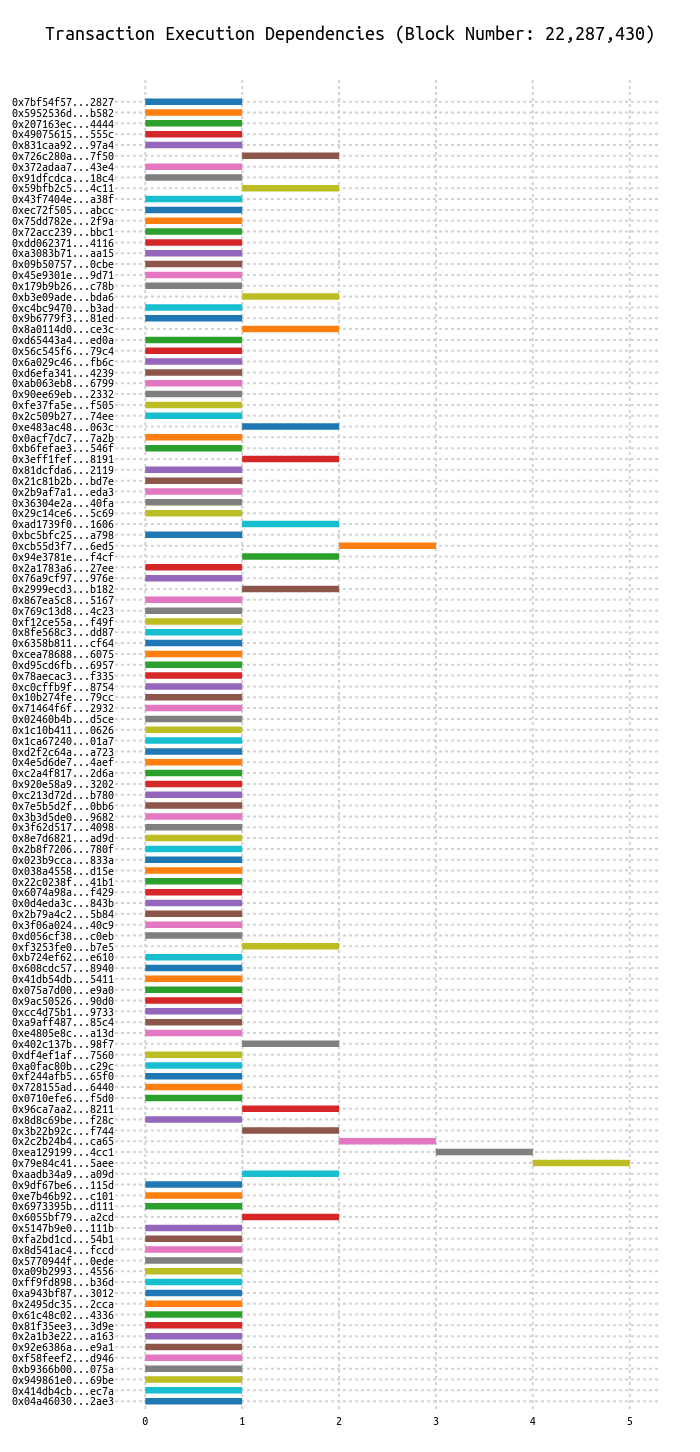 Transaction Execution Dependencies (Block Number: 22,287,430)
0x7bf54f57...2827
0x5952536d...b582
0x207163ec...4444
0x49075615...555c
0x831caa92...97a4
0x726c280a...7f50
0x372adaa7...43e4
0x91dfcdca...18c4
0x59bfb2c5...4c11
0x43f7404e...a38f
0xec72f505...abcc
0x75dd782e...2f9a
0x72acc239...bbc1
0xdd062371...4116
0xa3083b71...aa15
0x09b50757...0cbe
0x45e9301e...9d71
0x179b9b26...c78b
0xb3e09ade...bda6
0xc4bc9470...b3ad
0x9b6779f3...81ed
0x8a0114d0...ce3c
0xd65443a4...ed0a
0x56c545f6...79c4
0x6a029c46...fb6c
0xd6efa341...4239
0xab063eb8...6799
0x90ee69eb...2332
0xfe37fa5e...f505
0x2c509b27...74ee
0xe483ac48...063c
0x0acf7dc7...7a2b
0xb6fefae3...546f
0x3eff1fef...8191
0x81dcfda6...2119
0x21c81b2b...bd7e
0x2b9af7a1...eda3
0x36304e2a...40fa
0x29c14ce6...5c69
0xad1739f0...1606
0xbc5bfc25...a798
0xcb55d3f7...6ed5
0x94e3781e...f4cf
0x2a1783a6...27ee
0x76a9cf97...976e
0x2999ecd3...b182
0x867ea5c8...5167
0x769c13d8...4c23
0xf12ce55a...f49f
0x8fe568c3...dd87
0x6358b811...cf64
0xcea78688...6075
0xd95cd6fb...6957
0x78aecac3...f335
0xc0cffb9f...8754
0x10b274fe...79cc
0x71464f6f...2932
0x02460b4b...d5ce
0x1c10b411...0626
0x1ca67240...01a7
0xd2f2c64a...a723
0x4e5d6de7...4aef
0xc2a4f817...2d6a
0x920e58a9...3202
0xc213d72d...b780
0x7e5b5d2f...0bb6
0x3b3d5de0...9682
0x3f62d517...4098
0x8e7d6821...ad9d
0x2b8f7206...780f
0x023b9cca...833a
0x038a4558...d15e
0x22c0238f...41b1
0x6074a98a...f429
0x0d4eda3c...843b
0x2b79a4c2...5b84
0x3f06a024...40c9
0xd056cf38...c0eb
0xf3253fe0...b7e5
0xb724ef62...e610
0x608cdc57...8940
0x41db54db...5411
0x075a7d00...e9a0
0x9ac50526...90d0
0xcc4d75b1...9733
0xa9aff487...85c4
0xe4805e8c...a13d
0x402c137b...98f7
0xdf4ef1af...7560
0xa0fac80b...c29c
0xf244afb5...65f0
0x728155ad...6440
0x0710efe6...f5d0
0x96ca7aa2...8211
0x8d8c69be...f28c
0x3b22b92c...f744
0x2c2b24b4...ca65
0xea129199...4cc1
0x79e84c41...5aee
0xaadb34a9...a09d
0x9df67be6...115d
0xe7b46b92...c101
0x6973395b...d111
0x6055bf79...a2cd
0x5147b9e0...111b
0xfa2bd1cd...54b1
0x8d541ac4...fccd
0x5770944f...0ede
0xa09b2993...4556
0xff9fd898...b36d
0xa943bf87...3012
0x2495dc35...2cca
0x61c48c02...4336
0x81f35ee3...3d9e
0x2a1b3e22...a163
0x92e6386a...e9a1
0xf58feef2...d946
0xb9366b00...075a
0x949861e0...69be
0x414db4cb...ec7a
0x04a46030...2ae3
0 1 2 3 4 5